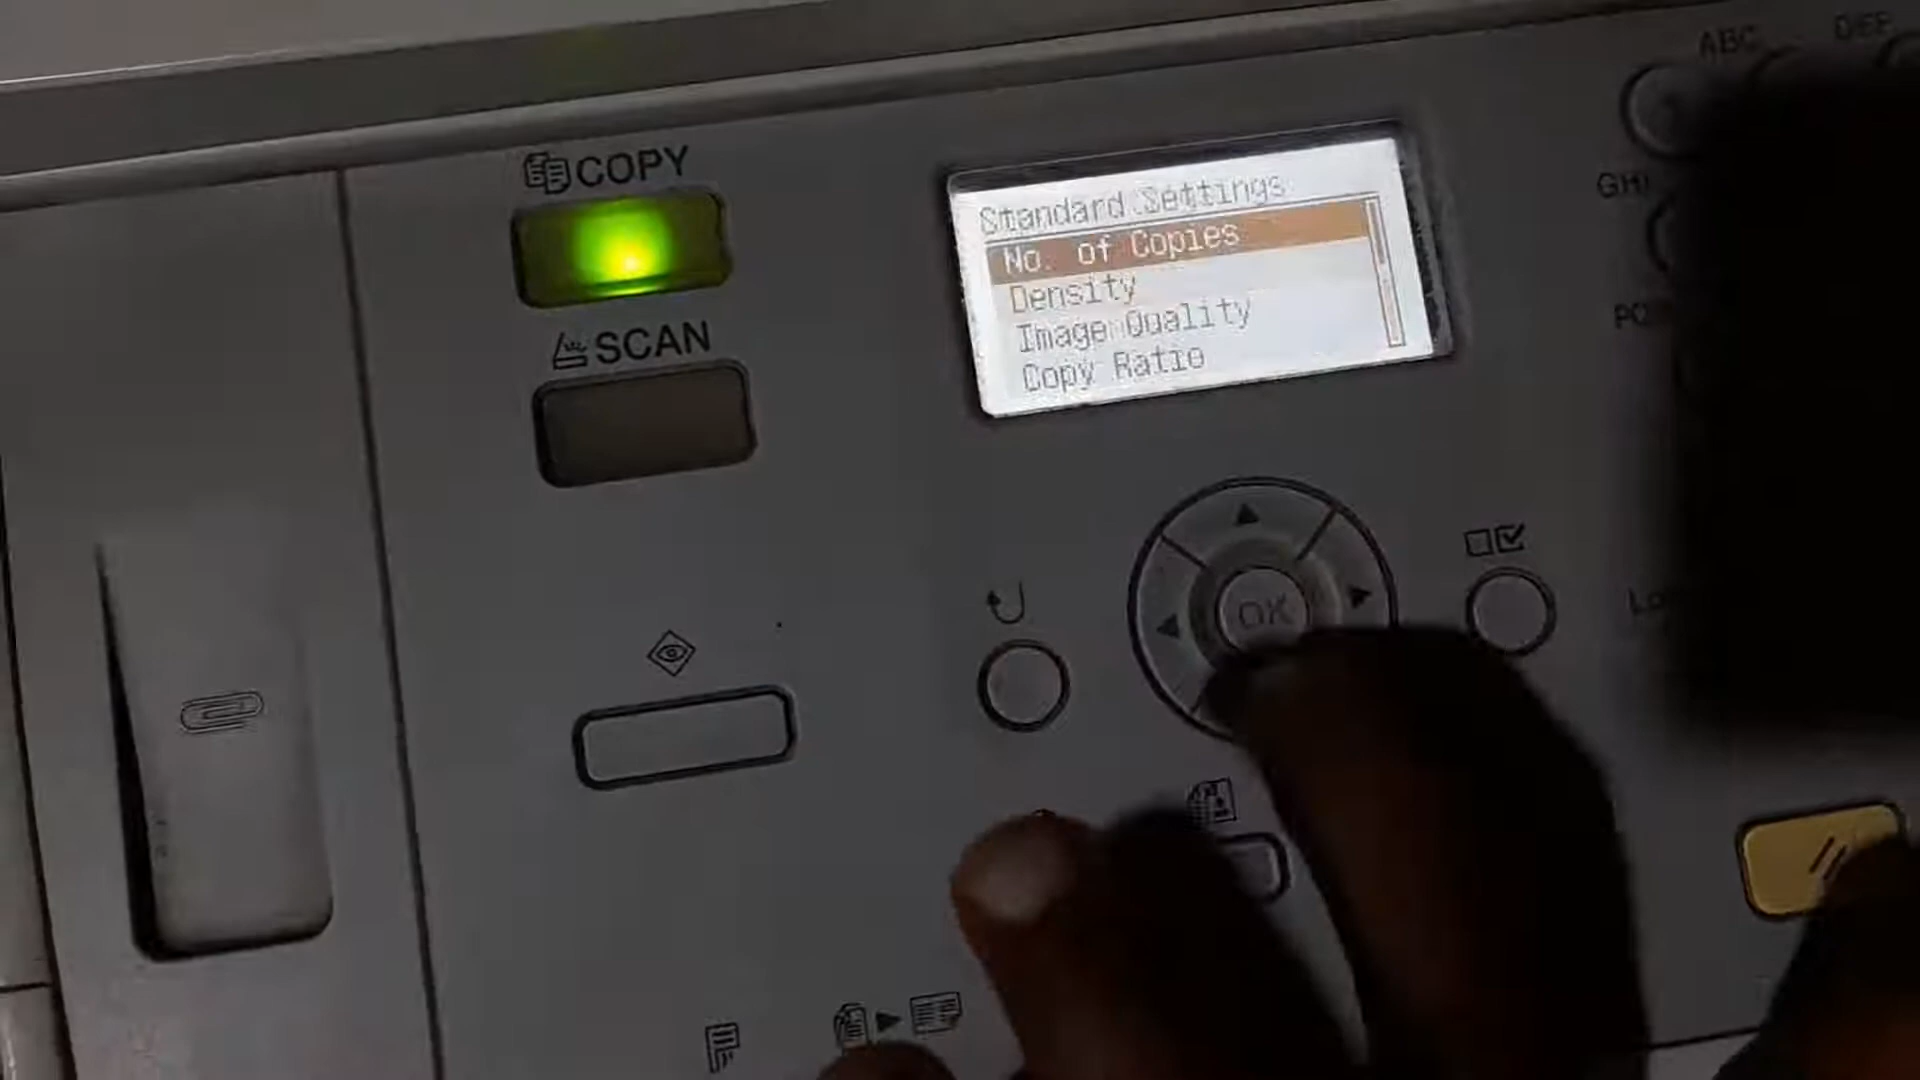 ABC
DEF
COPY
GHI
SCAN
Standard Settings
No. of Copies
Density
Image Quality
Copy Ratio
OK